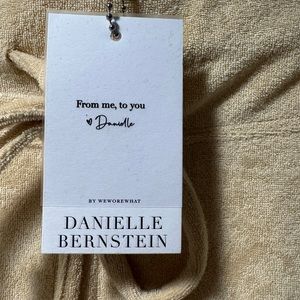 From me, to you
Danielle
BY WEWOREWHAT
DANIELLE
BERNSTEIN